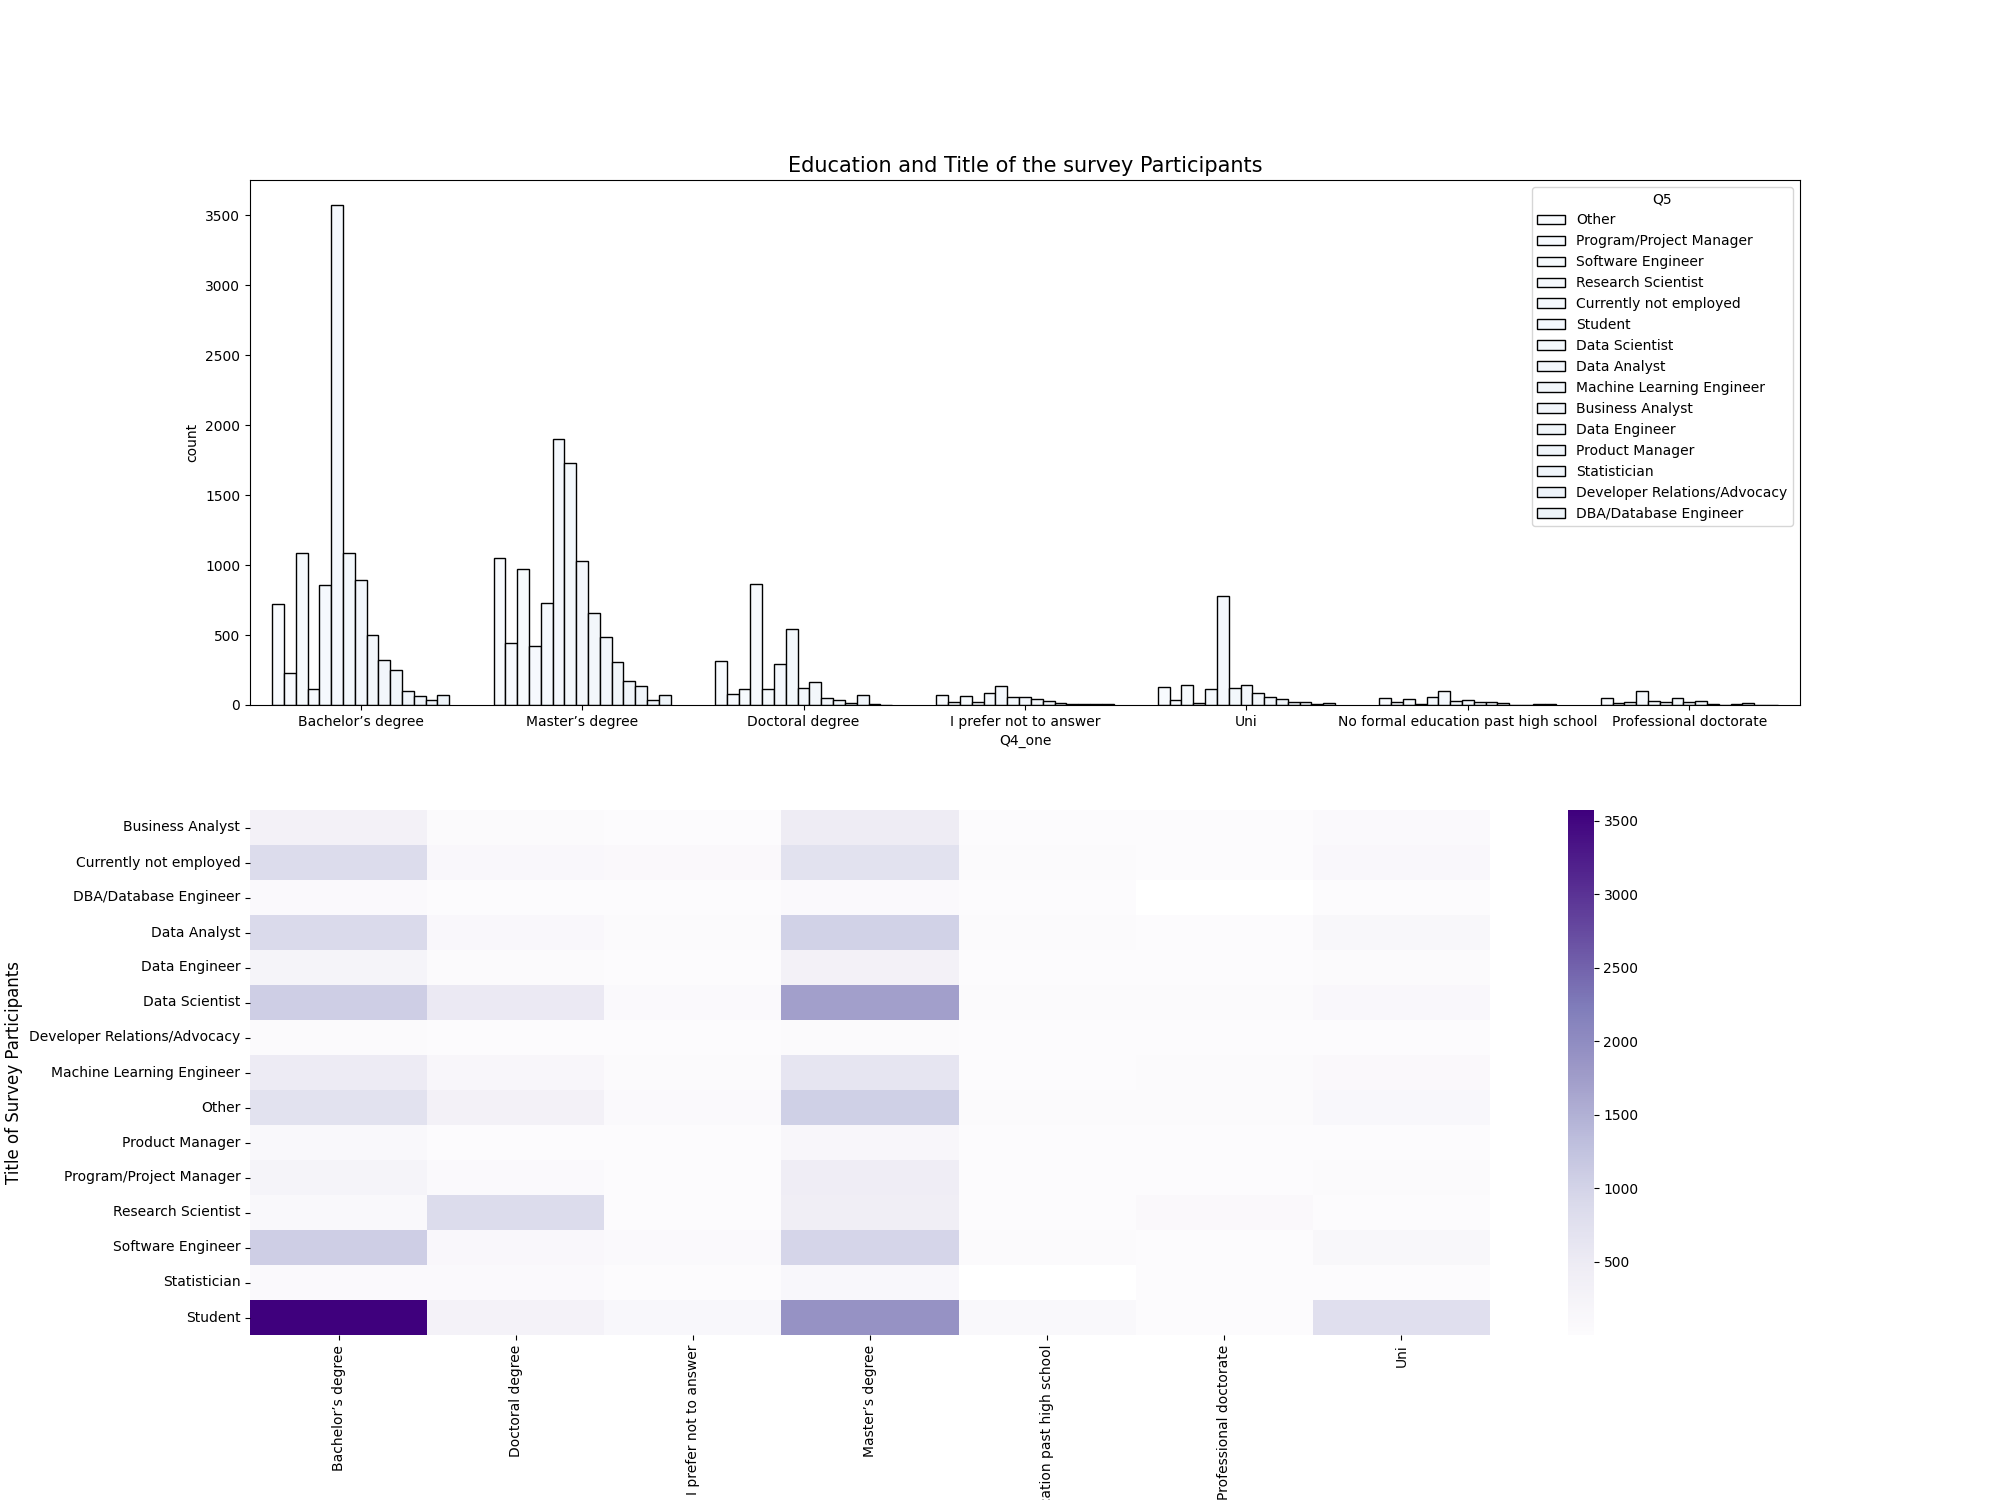 Education and Title of the survey Participants
count
3500
3000
2500
2000
1500
1000
500
0
Q5
Other
Program/Project Manager
Software Engineer
Research Scientist
Currently not employed
Student
Data Scientist
Data Analyst
Machine Learning Engineer
Business Analyst
Data Engineer
Product Manager
Statistician
Developer Relations/Advocacy
DBA/Database Engineer
Bachelor’s degree
Master’s degree
Doctoral degree
I prefer not to answer
Uni
No formal education past high school
Professional doctorate
Q4_one
Title of Survey Participants
Business Analyst
Currently not employed
DBA/Database Engineer
Data Analyst
Data Engineer
Data Scientist
Developer Relations/Advocacy
Machine Learning Engineer
Other
Product Manager
Program/Project Manager
Research Scientist
Software Engineer
Statistician
Student
Bachelor’s degree
Doctoral degree
I prefer not to answer
Master’s degree
past high school
Professional doctorate
Uni
3500
3000
2500
2000
1500
1000
500